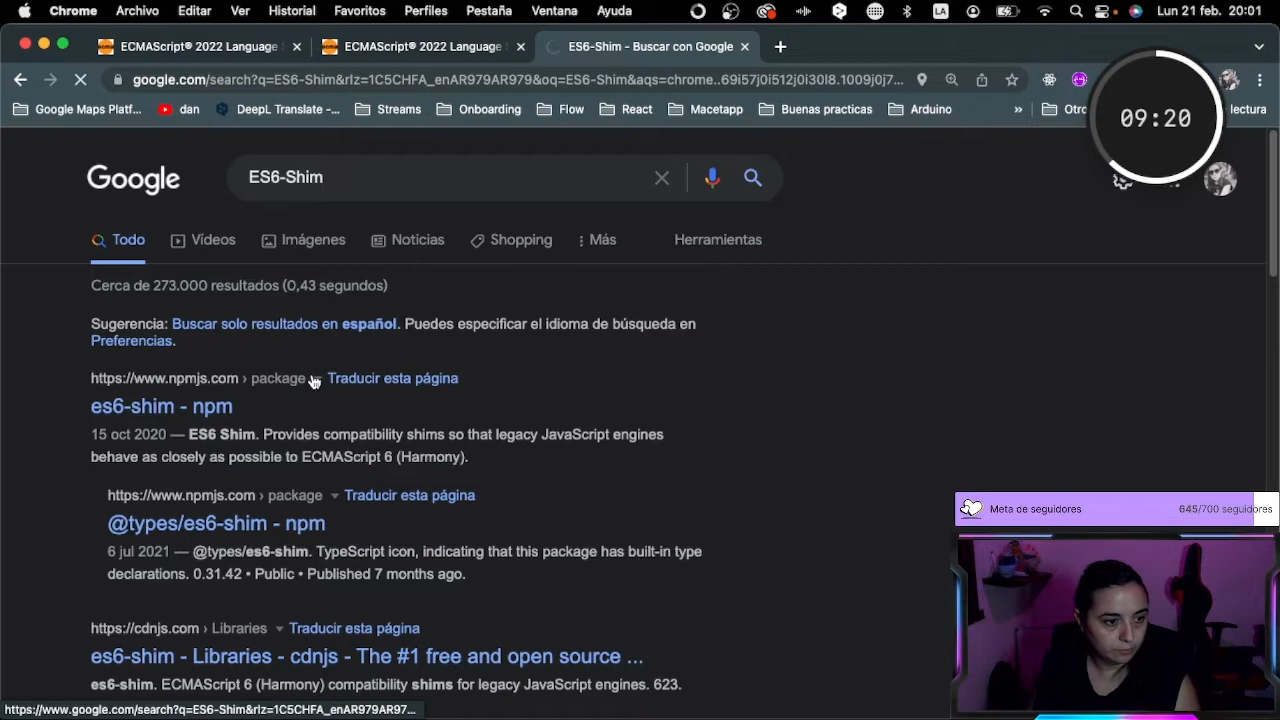 Chrome Archivo Editar Ver Historial Favoritos Perfiles Pestaña Ventana Ayuda LA Lun 21 feb. 20:01
ECMAScript® 2022 Language
ECMAScript® 2022 Language
ES6-Shim - Buscar con Google
google.com/search?q=ES6-Shim&rlz=1C5CHFA_enAR979AR979&oq=ES6-Shim&aqs=chrome..69i57j0i512j0i30l8.1009j0j7...
Google Maps Platf... dan DeepL Translate -... Streams Onboarding Flow React Macetapp Buenas practicas Arduino » Otro lectura
09:20
Google
ES6-Shim
Todo Vídeos Imágenes Noticias Shopping Más Herramientas
Cerca de 273.000 resultados (0,43 segundos)
Sugerencia: Buscar solo resultados en español. Puedes especificar el idioma de búsqueda en
Preferencias.
https://www.npmjs.com › package Traducir esta página
es6-shim - npm
15 oct 2020 — ES6 Shim. Provides compatibility shims so that legacy JavaScript engines
behave as closely as possible to ECMAScript 6 (Harmony).
https://www.npmjs.com › package Traducir esta página
@types/es6-shim - npm
6 jul 2021 — @types/es6-shim. TypeScript icon, indicating that this package has built-in type
declarations. 0.31.42 • Public • Published 7 months ago.
https://cdnjs.com › Libraries Traducir esta página
es6-shim - Libraries - cdnjs - The #1 free and open source ...
es6-shim. ECMAScript 6 (Harmony) compatibility shims for legacy JavaScript engines. 623.
Meta de seguidores 645/700 seguidores
https://www.google.com/search?q=ES6-Shim&rlz=1C5CHFA_enAR979AR97...